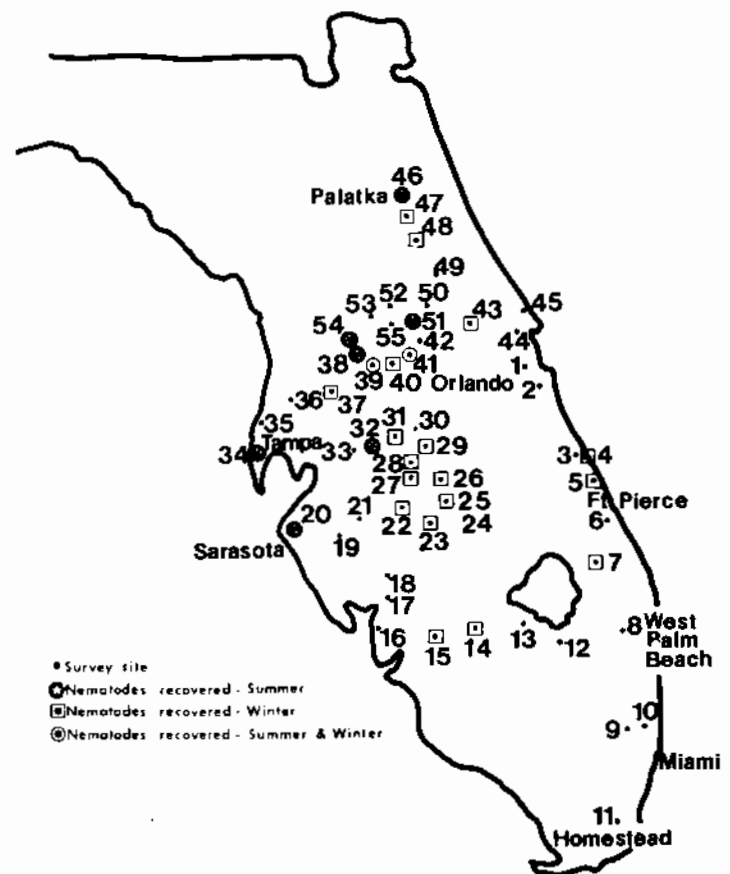 46
Palatka
47
48
49
53 52 50
43 45
54 51
55 42 44
38 41 1
39 40 Orlando 2
36 37
35 32 31 30
34 Tampa 33 29 3 4
28
27 26 5
Ft. Pierce
20 21 25 6
22 23 24
Sarasota 19
7
18
17
16 15 14 13 12 8 West
Palm
Beach
•Survey site
Nematodes recovered - Summer
Nematodes recovered - Winter
Nematodes recovered - Summer & Winter
9 10
Miami
11.
Homestead